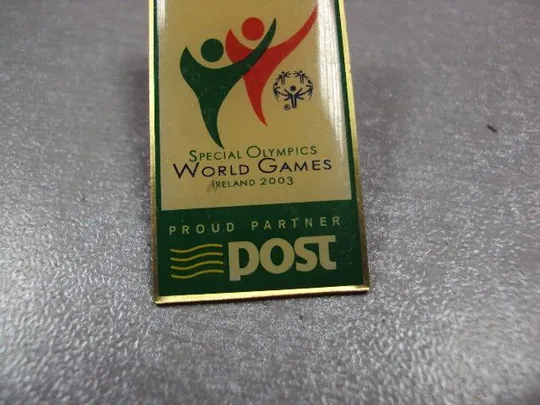 Special Olympics
World Games
Ireland 2003
PROUD PARTNER
post